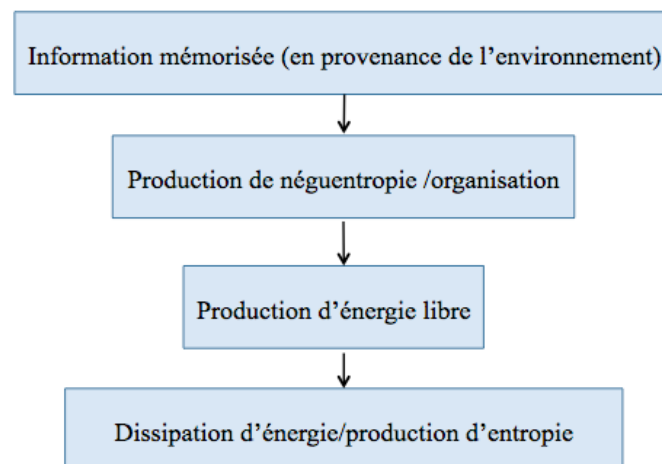 Information mémorisée (en provenance de l’environnement)
Production de néguentropie /organisation
Production d’énergie libre
Dissipation d’énergie/production d’entropie